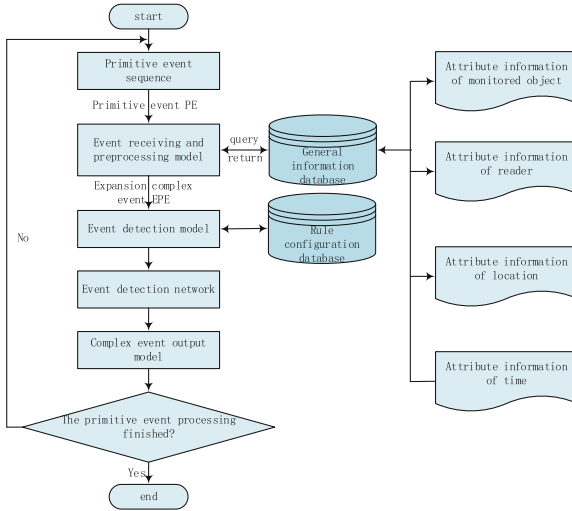 start
Primitive event
sequence
Primitive event PE
Event receiving and
preprocessing model
query
return
General
information
database
Expansion complex
event EPE
Event detection model
Rule
configuration
database
No
Event detection network
Complex event output
model
The primitive event processing
finished?
Yes
end
Attribute information
of monitored object
Attribute information
of reader
Attribute information
of location
Attribute information
of time